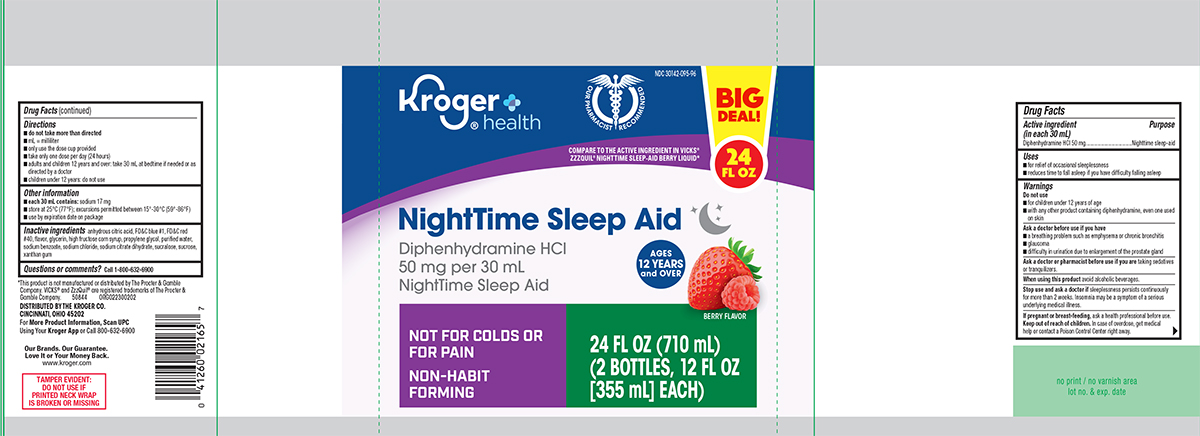 Drug Facts (continued)
Directions
■ do not take more than directed
■ mL = milliliter
■ only use the dose cup provided
■ take only one dose per day (24 hours)
■ adults and children 12 years and over: take 30 mL at bedtime if needed or as
directed by a doctor
■ children under 12 years: do not use
Other information
■ each 30 mL contains: sodium 17 mg
■ store at 25°C (77°F); excursions permitted between 15°-30°C (59°-86°F)
■ use by expiration date on package
Inactive ingredients anhydrous citric acid, FD&C blue #1, FD&C red
#40, flavor, glycerin, high fructose corn syrup, propylene glycol, purified water,
sodium benzoate, sodium chloride, sodium citrate dihydrate, sucralose, sucrose,
xanthan gum
Questions or comments? Call 1-800-632-6900
*This product is not manufactured or distributed by The Procter & Gamble
Company. VICKS® and ZzzQuil® are registered trademarks of The Procter &
Gamble Company. 50844 ORG022300202
DISTRIBUTED BY THE KROGER CO.
CINCINNATI, OHIO 45202
For More Product Information, Scan UPC
Using Your Kroger App or Call 800-632-6900
Our Brands. Our Guarantee.
Love It or Your Money Back.
www.kroger.com
TAMPER EVIDENT:
DO NOT USE IF
PRINTED NECK WRAP
IS BROKEN OR MISSING
0 41260 02165 7
Kroger®
health
OUR PHARMACIST RECOMMENDED
NDC 30142-095-96
BIG
DEAL!
24
FL OZ
COMPARE TO THE ACTIVE INGREDIENT IN VICKS®
ZZZQUIL® NIGHTTIME SLEEP-AID BERRY LIQUID*
NightTime Sleep Aid
Diphenhydramine HCl
50 mg per 30 mL
NightTime Sleep Aid
AGES
12 YEARS
and OVER
BERRY FLAVOR
NOT FOR COLDS OR
FOR PAIN
NON-HABIT
FORMING
24 FL OZ (710 mL)
(2 BOTTLES, 12 FL OZ
[355 mL] EACH)
Drug Facts
Active ingredient Purpose
(in each 30 mL)
Diphenhydramine HCl 50 mg ........ Nighttime sleep-aid
Uses
■ for relief of occasional sleeplessness
■ reduces time to fall asleep if you have difficulty falling asleep
Warnings
Do not use
■ for children under 12 years of age
■ with any other product containing diphenhydramine, even one used
on skin
Ask a doctor before use if you have
■ a breathing problem such as emphysema or chronic bronchitis
■ glaucoma
■ difficulty in urination due to enlargement of the prostate gland
Ask a doctor or pharmacist before use if you are taking sedatives
or tranquilizers.
When using this product avoid alcoholic beverages.
Stop use and ask a doctor if sleeplessness persists continuously
for more than 2 weeks. Insomnia may be a symptom of a serious
underlying medical illness.
If pregnant or breast-feeding, ask a health professional before use.
Keep out of reach of children. In case of overdose, get medical
help or contact a Poison Control Center right away.
no print / no varnish area
lot no. & exp. date